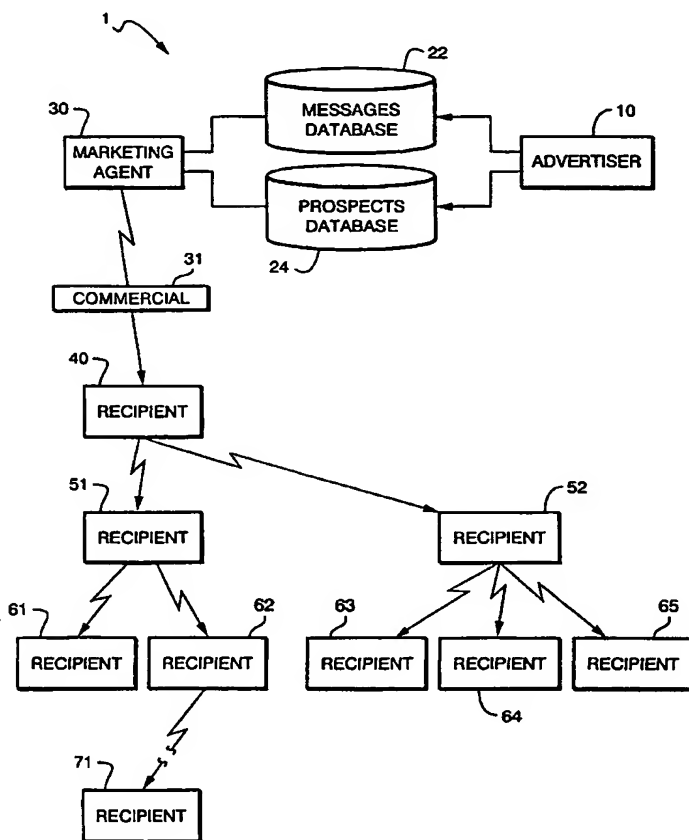 1
22
30
MESSAGES
DATABASE
10
MARKETING
AGENT
ADVERTISER
PROSPECTS
DATABASE
24
31
COMMERCIAL
40
RECIPIENT
51
52
RECIPIENT
RECIPIENT
61
62
63
65
RECIPIENT
RECIPIENT
RECIPIENT
RECIPIENT
RECIPIENT
64
71
RECIPIENT